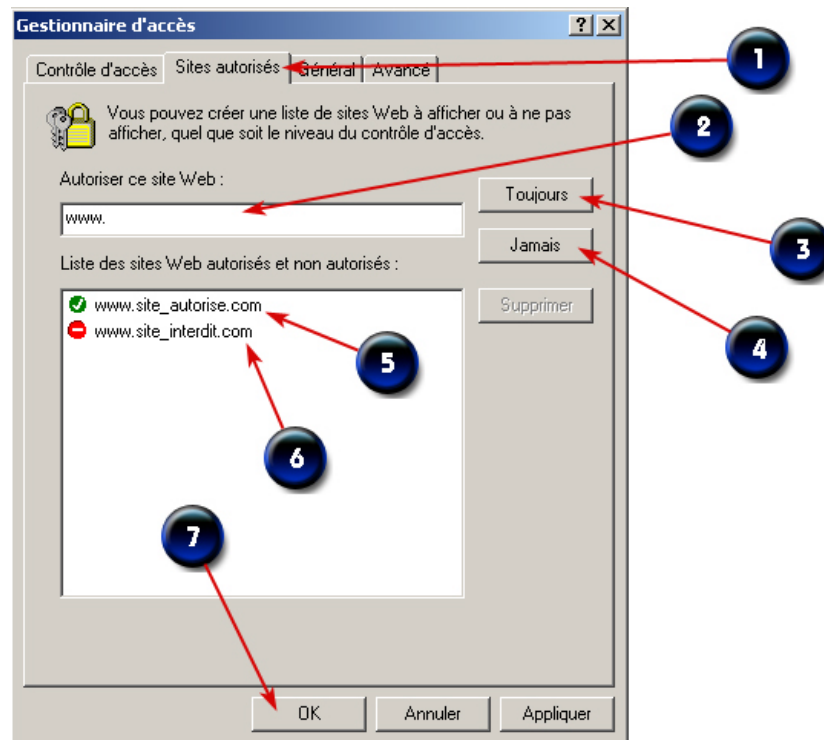 Gestionnaire d'accès
Contrôle d'accès Sites autorisés Général Avancé
1
Vous pouvez créer une liste de sites Web à afficher ou à ne pas
afficher, quel que soit le niveau du contrôle d'accès.
2
Autoriser ce site Web :
Toujours
www.
3
Jamais
Liste des sites Web autorisés et non autorisés :
www.site_autorise.com
Supprimer
www.site_interdit.com
4
5
6
7
OK Annuler Appliquer